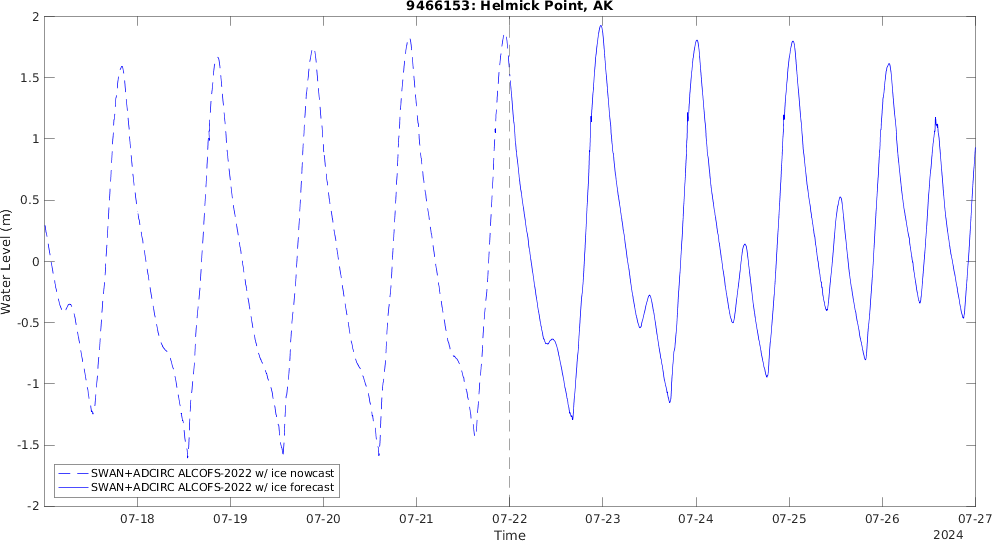 9466153: Helmick Point, AK
2
1.5
1
0.5
0
-0.5
-1
-1.5
-2
Water Level (m)
SWAN+ADCIRC ALCOFS-2022 w/ ice nowcast
SWAN+ADCIRC ALCOFS-2022 w/ ice forecast
07-18 07-19 07-20 07-21 07-22 07-23 07-24 07-25 07-26 07-27
Time
2024